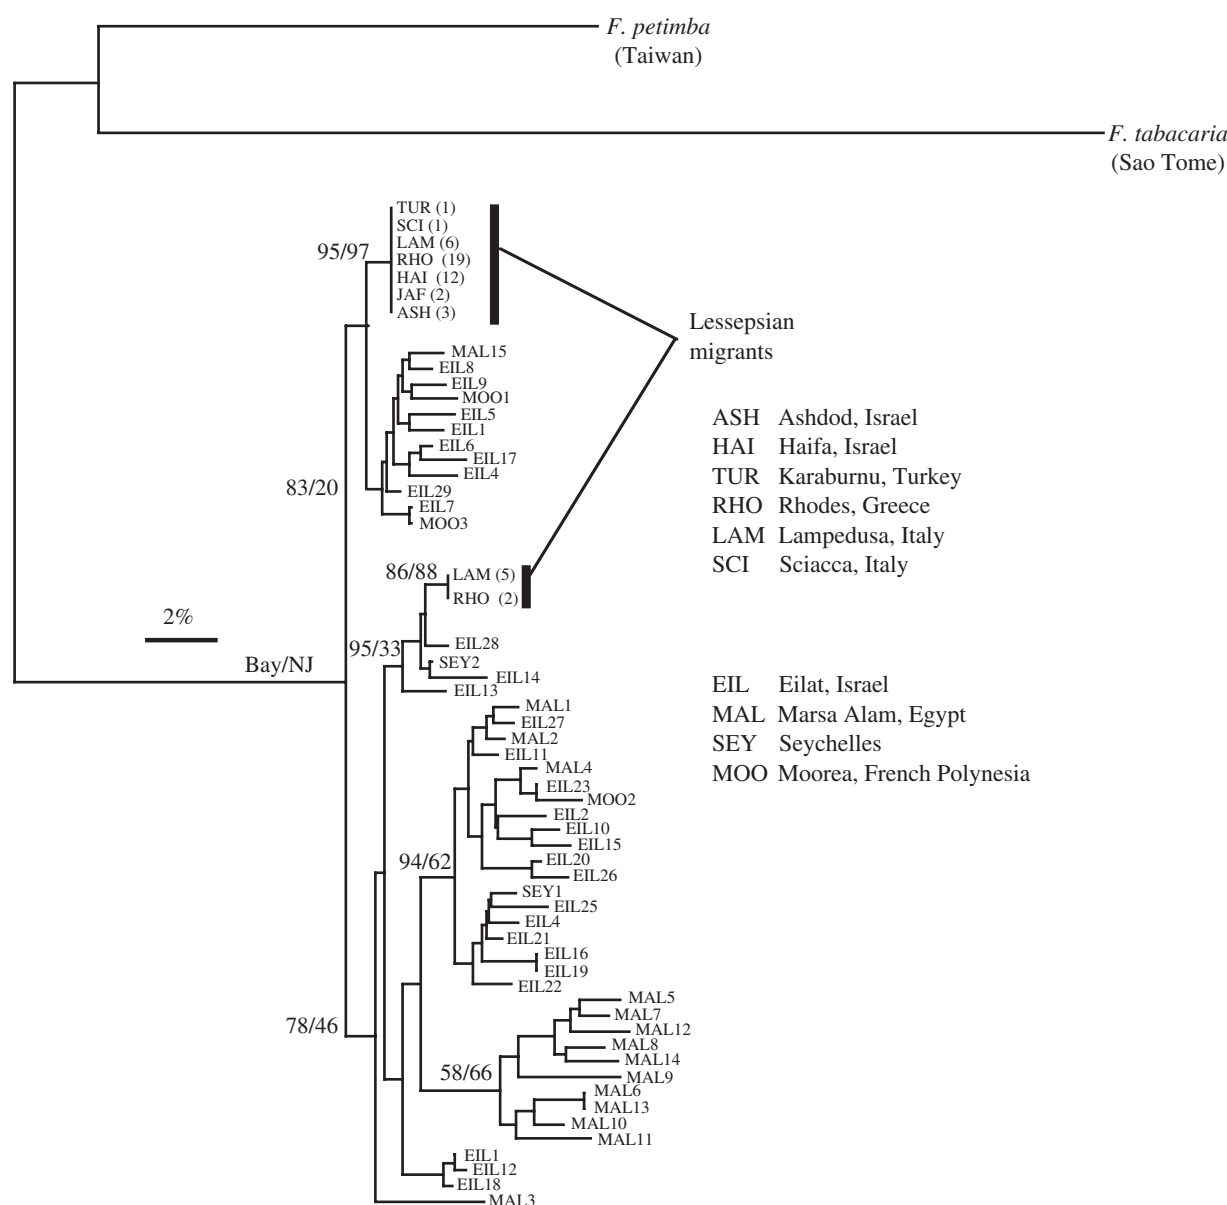 F. petimba
(Taiwan)
F. tabacaria
(Sao Tome)
TUR (1)
SCI (1)
95/97
LAM (6)
RHO (19)
HAI (12)
JAF (2)
ASH (3)
Lessepsian
migrants
MAL15
EIL8
EIL9
MOO1
EIL5
EIL1
EIL6
EIL17
EIL4
83/20
EIL29
EIL7
MOO3
ASH Ashdod, Israel
HAI Haifa, Israel
TUR Karaburnu, Turkey
RHO Rhodes, Greece
LAM Lampedusa, Italy
SCI Sciacca, Italy
86/88
LAM (5)
RHO (2)
2%
95/33
EIL28
SEY2
Bay/NJ
EIL14
EIL13
EIL Eilat, Israel
MAL Marsa Alam, Egypt
SEY Seychelles
MOO Moorea, French Polynesia
MAL1
EIL27
MAL2
EIL11
MAL4
EIL23
MOO2
EIL2
EIL10
EIL15
94/62
EIL20
EIL26
SEY1
EIL25
EIL4
EIL21
EIL16
EIL19
EIL22
MAL5
MAL7
78/46
MAL12
MAL8
MAL14
58/66
MAL9
MAL6
MAL13
MAL10
MAL11
EIL1
EIL12
EIL18
MAL3